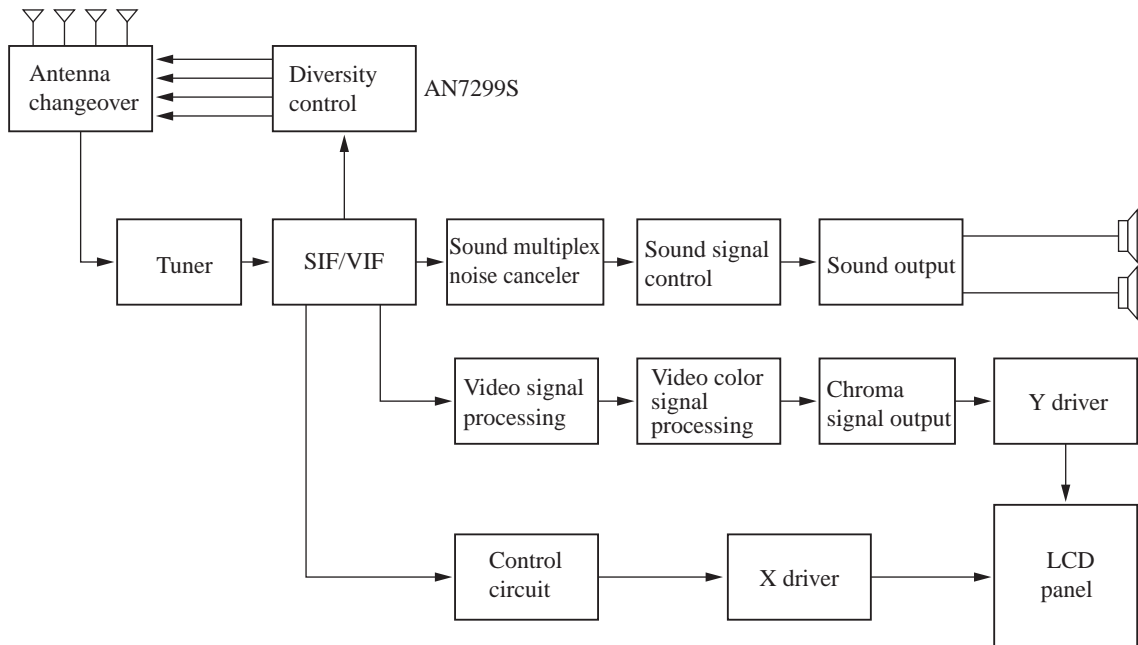 Antenna
changeover
Diversity
control
AN7299S
Tuner
SIF/VIF
Sound multiplex
noise canceler
Sound signal
control
Sound output
Video signal
processing
Video color
signal
processing
Chroma
signal output
Y driver
Control
circuit
X driver
LCD
panel